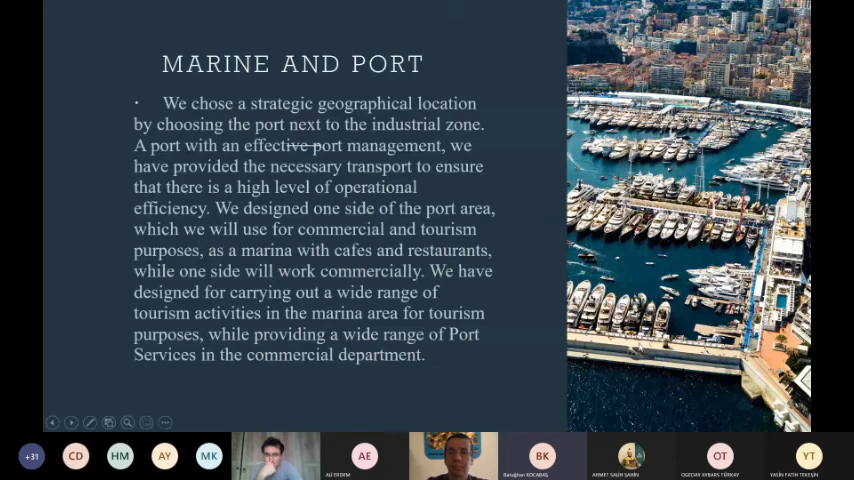 MARINE AND PORT
· We chose a strategic geographical location
by choosing the port next to the industrial zone.
A port with an effective port management, we
have provided the necessary transport to ensure
that there is a high level of operational
efficiency. We designed one side of the port area,
which we will use for commercial and tourism
purposes, as a marina with cafes and restaurants,
while one side will work commercially. We have
designed for carrying out a wide range of
tourism activities in the marina area for tourism
purposes, while providing a wide range of Port
Services in the commercial department.
+31 CD HM AY MK AE BK OT YT
ALİ ERDEM
Batuğhan KOCABAŞ
AHMET SALİH ŞAHİN
OGEDAY AYBARS TÜRKAY
YASİN FATİH TEKEŞİN